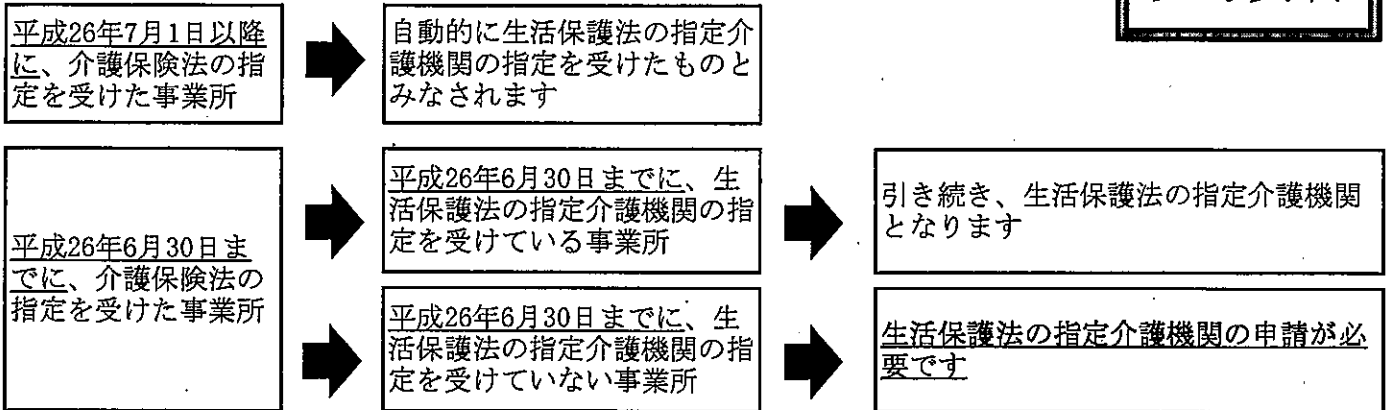 平成26年7月1日以降
に、介護保険法の指
定を受けた事業所
自動的に生活保護法の指定介
護機関の指定を受けたものと
みなされます
平成26年6月30日ま
でに、介護保険法の
指定を受けた事業所
平成26年6月30日までに、生
活保護法の指定介護機関の指
定を受けている事業所
引き続き、生活保護法の指定介護機関
となります
平成26年6月30日までに、生
活保護法の指定介護機関の指
定を受けていない事業所
生活保護法の指定介護機関の申請が必
要です